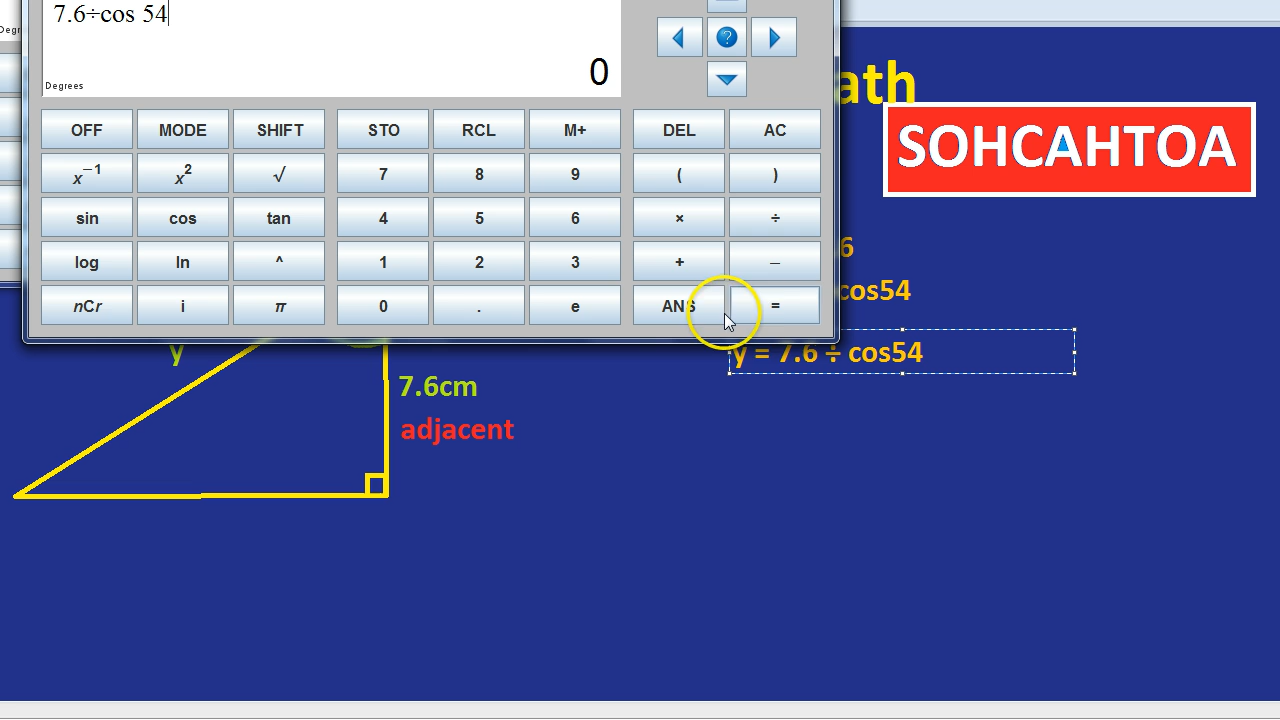 7.6÷cos 54
Degr
0
Degrees
ath
OFF MODE SHIFT STO RCL M+ DEL AC
SOHCAHTOA
x⁻¹ x² √ 7 8 9 ( )
sin cos tan 4 5 6 × ÷
log ln ^ 1 2 3 + −
6
cos54
nCr i π 0 . e ANS =
y
y = 7.6 ÷ cos54
7.6cm
adjacent